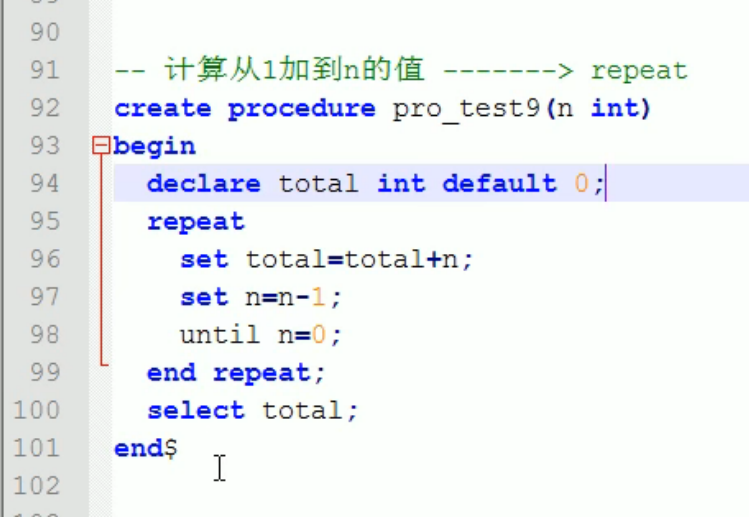 90
91 -- 计算从1加到n的值 -------> repeat
92 create procedure pro_test9(n int)
93 begin
94 declare total int default 0;
95 repeat
96 set total=total+n;
97 set n=n-1;
98 until n=0;
99 end repeat;
100 select total;
101 end$
102